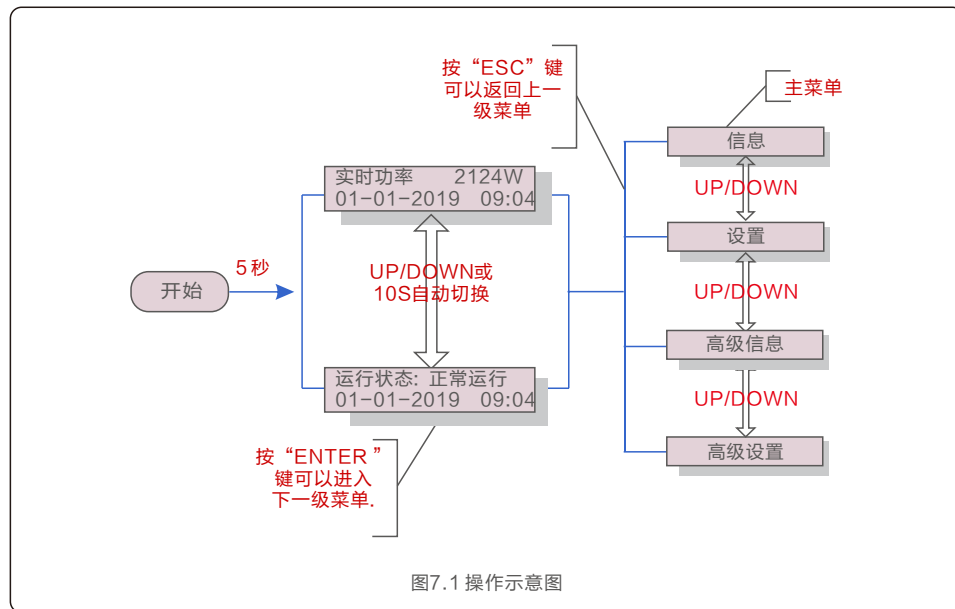 按“ESC”键
可以返回上一
级菜单
主菜单
信息
UP/DOWN
实时功率 2124W
01-01-2019 09:04
设置
5秒
UP/DOWN或
10S自动切换
开始
UP/DOWN
高级信息
运行状态: 正常运行
01-01-2019 09:04
UP/DOWN
高级设置
按“ENTER”
键可以进入
下一级菜单.
图7.1 操作示意图